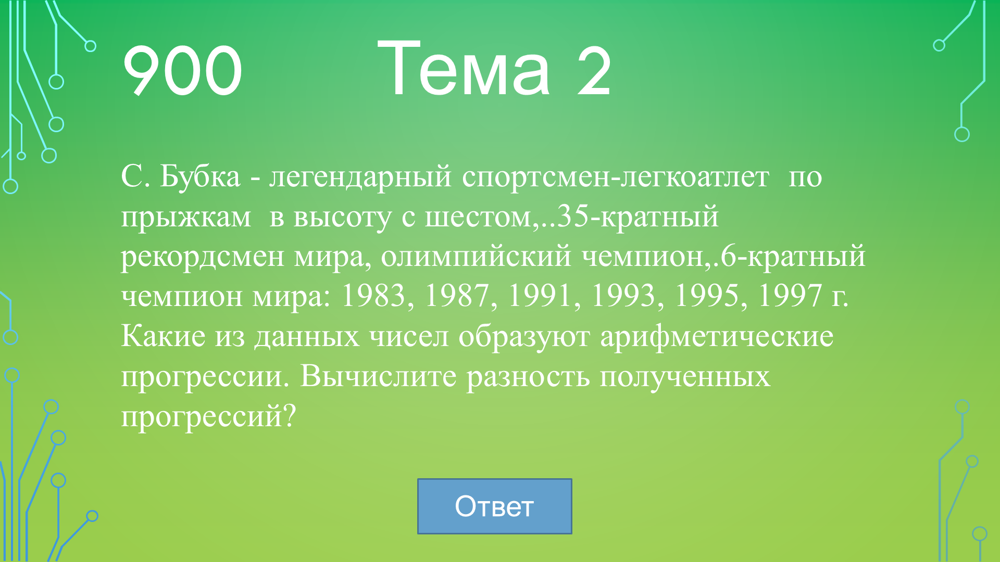 900 Тема 2
С. Бубка - легендарный спортсмен-легкоатлет по
прыжкам в высоту с шестом,..35-кратный
рекордсмен мира, олимпийский чемпион,.6-кратный
чемпион мира: 1983, 1987, 1991, 1993, 1995, 1997 г.
Какие из данных чисел образуют арифметические
прогрессии. Вычислите разность полученных
прогрессий?
Ответ